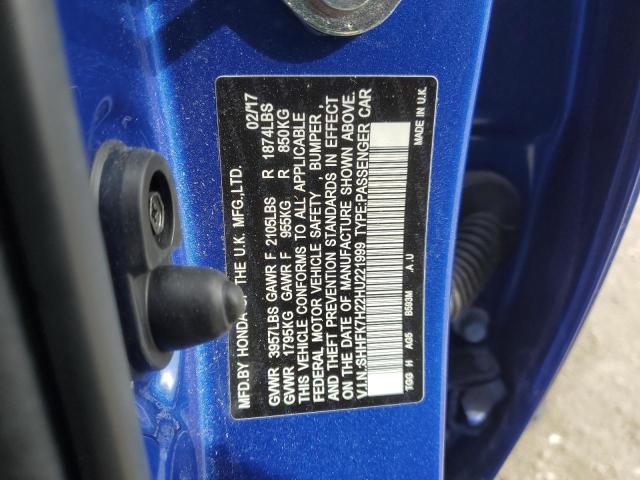 MFD.BY HONDA OF THE U.K. MFG.,LTD. 02/17
GVWR 3957LBS GAWR F 2105LBS R 1874LBS
GVWR 1795KG GAWR F 955KG R 850KG
THIS VEHICLE CONFORMS TO ALL APPLICABLE
FEDERAL MOTOR VEHICLE SAFETY, BUMPER,
AND THEFT PREVENTION STANDARDS IN EFFECT
ON THE DATE OF MANUFACTURE SHOWN ABOVE.
V.I.N.:SHHFK7H22HU221999 TYPE:PASSENGER CAR
TGG H AG5 B593M A.U MADE IN U.K.